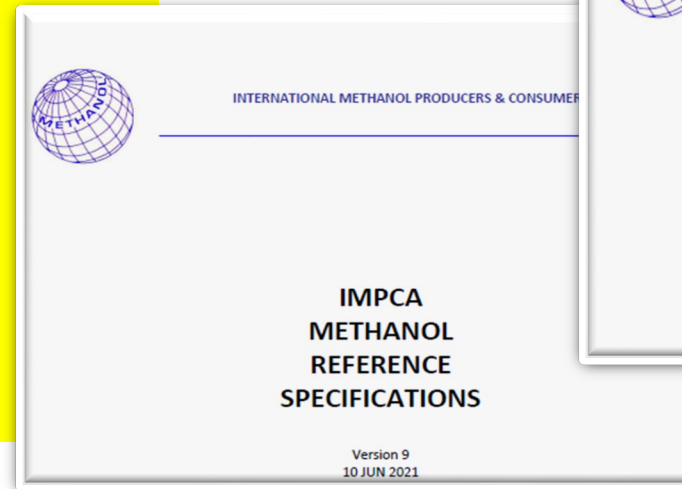 METHANOL
INTERNATIONAL METHANOL PRODUCERS & CONSUMER
IMPCA
METHANOL
REFERENCE
SPECIFICATIONS
Version 9
10 JUN 2021